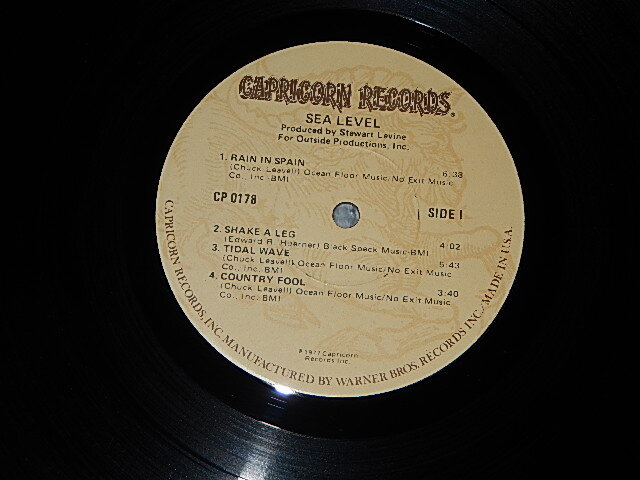 CAPRICORN RECORDS®
SEA LEVEL
Produced by Stewart Levine
For Outside Productions, Inc.
1. RAIN IN SPAIN 6:38
(Chuck Leavell) Ocean Floor Music/No Exit Music
Co., Inc.-BMI
CP 0178
SIDE I
2. SHAKE A LEG 4:02
(Edward R. Hoerner) Black Speck Music-BMI
3. TIDAL WAVE 5:43
(Chuck Leavell) Ocean Floor Music/No Exit Music
Co., Inc.-BMI
4. COUNTRY FOOL 3:40
(Chuck Leavell) Ocean Floor Music/No Exit Music
Co., Inc.-BMI
℗1977 Capricorn
Records Inc.
CAPRICORN RECORDS, INC. MANUFACTURED BY WARNER BROS. RECORDS INC./MADE IN U.S.A.